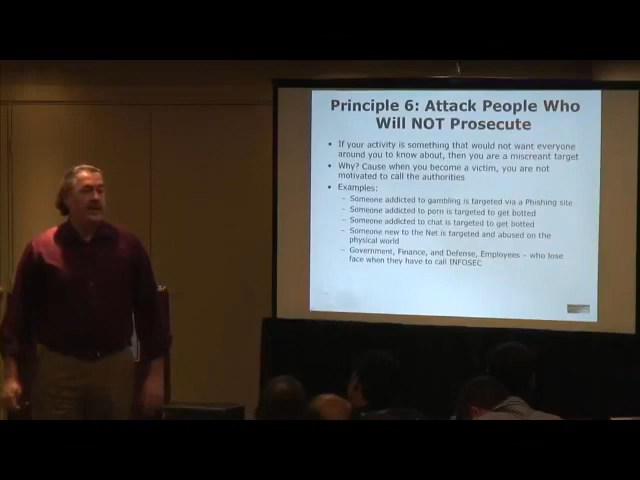 Principle 6: Attack People Who
Will NOT Prosecute
• If your activity is something that would not want everyone
around you to know about, then you are a miscreant target
• Why? Cause when you become a victim, you are not
motivated to call the authorities
• Examples:
– Someone addicted to gambling is targeted via a Phishing site
– Someone addicted to porn is targeted to get botted
– Someone addicted to chat is targeted to get botted
– Someone new to the Net is targeted and abused on the
physical world
– Government, Finance, and Defense, Employees – who lose
face when they have to call INFOSEC